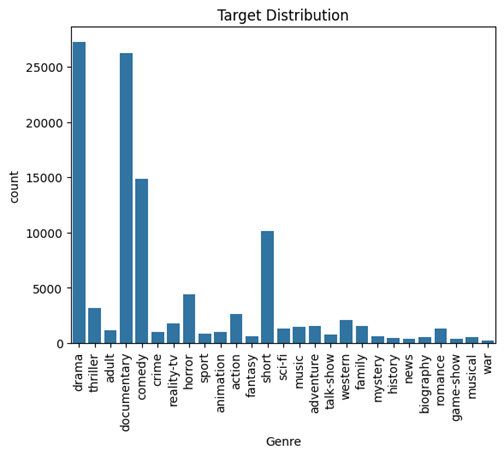 Target Distribution
25000
20000
15000
10000
5000
0
count
drama
thriller
adult
documentary
comedy
crime
reality-tv
horror
sport
animation
action
fantasy
short
sci-fi
music
adventure
talk-show
western
family
mystery
history
news
biography
romance
game-show
musical
war
Genre